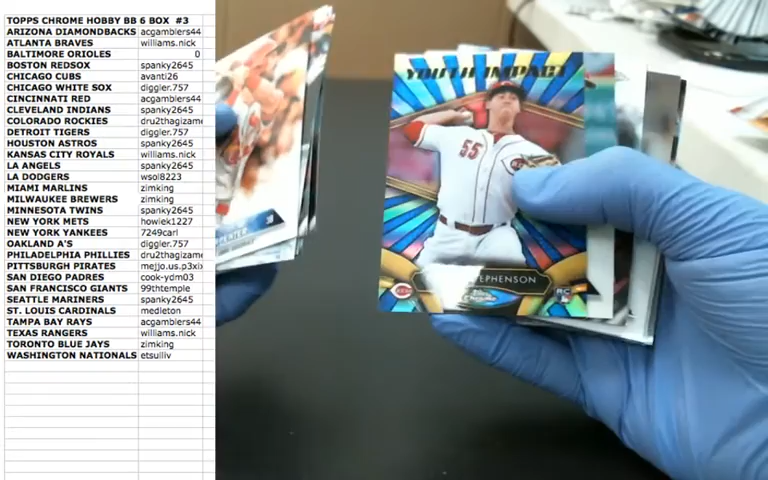 TOPPS CHROME HOBBY BB 6 BOX #3
ARIZONA DIAMONDBACKS acgamblers44
ATLANTA BRAVES williams.nick
BALTIMORE ORIOLES 0
BOSTON REDSOX spanky2645
CHICAGO CUBS avanti26
CHICAGO WHITE SOX diggler.757
CINCINNATI RED acgamblers44
CLEVELAND INDIANS spanky2645
COLORADO ROCKIES dru2thagizame
DETROIT TIGERS diggler.757
HOUSTON ASTROS spanky2645
KANSAS CITY ROYALS williams.nick
LA ANGELS spanky2645
LA DODGERS wsol8223
MIAMI MARLINS zimking
MILWAUKEE BREWERS zimking
MINNESOTA TWINS spanky2645
NEW YORK METS howiek1227
NEW YORK YANKEES 7249carl
OAKLAND A'S diggler.757
PHILADELPHIA PHILLIES dru2thagizame
PITTSBURGH PIRATES mejjo.us.p3xix
SAN DIEGO PADRES cook-ydm03
SAN FRANCISCO GIANTS 99thtemple
SEATTLE MARINERS spanky2645
ST. LOUIS CARDINALS medleton
TAMPA BAY RAYS acgamblers44
TEXAS RANGERS williams.nick
TORONTO BLUE JAYS zimking
WASHINGTON NATIONALS etsulliv
YOUTH IMPACT
55
EPHENSON
RC